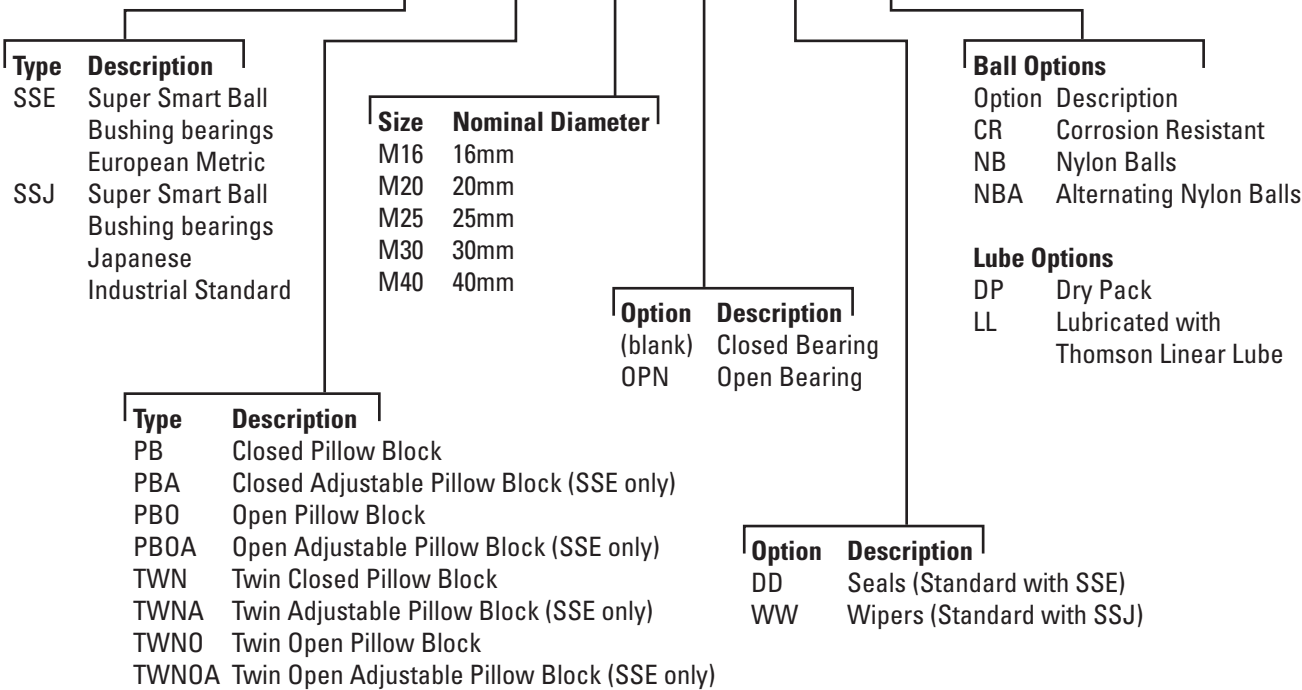 Type Description
SSE Super Smart Ball
Bushing bearings
European Metric
SSJ Super Smart Ball
Bushing bearings
Japanese
Industrial Standard
Size Nominal Diameter
M16 16mm
M20 20mm
M25 25mm
M30 30mm
M40 40mm
Ball Options
Option Description
CR Corrosion Resistant
NB Nylon Balls
NBA Alternating Nylon Balls
Lube Options
DP Dry Pack
LL Lubricated with
Thomson Linear Lube
Option Description
(blank) Closed Bearing
OPN Open Bearing
Type Description
PB Closed Pillow Block
PBA Closed Adjustable Pillow Block (SSE only)
PBO Open Pillow Block
PBOA Open Adjustable Pillow Block (SSE only)
TWN Twin Closed Pillow Block
TWNA Twin Adjustable Pillow Block (SSE only)
TWNO Twin Open Pillow Block
TWNOA Twin Open Adjustable Pillow Block (SSE only)
Option Description
DD Seals (Standard with SSE)
WW Wipers (Standard with SSJ)